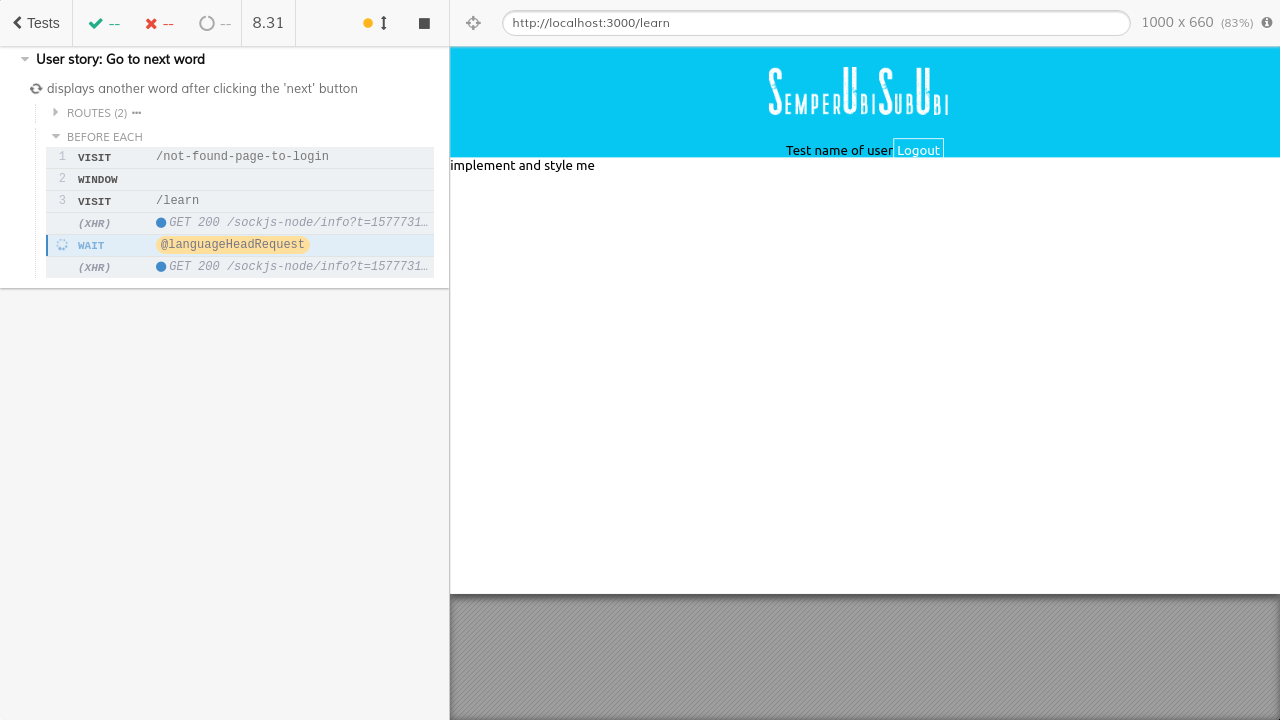 Tests -- -- -- 8.31
http://localhost:3000/learn 1000 x 660 (83%)
User story: Go to next word
displays another word after clicking the 'next' button
ROUTES (2)
BEFORE EACH
1 VISIT /not-found-page-to-login
2 WINDOW
3 VISIT /learn
(XHR) GET 200 /sockjs-node/info?t=1577731…
WAIT @languageHeadRequest
(XHR) GET 200 /sockjs-node/info?t=1577731…
SemperUbiSubUbi
Test name of user Logout
implement and style me